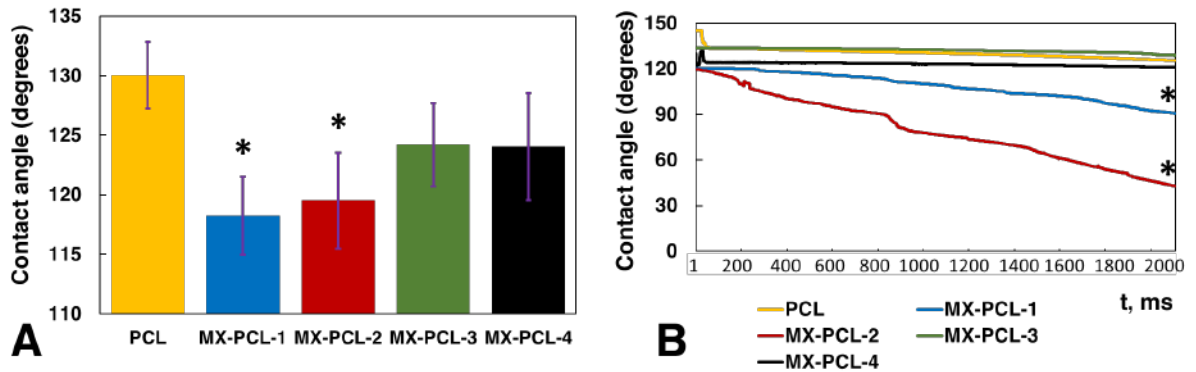 Contact angle (degrees)
135
130
125
120
115
110
*
*
PCL
MX-PCL-1
MX-PCL-2
MX-PCL-3
MX-PCL-4
A
Contact angle (degrees)
150
120
90
60
30
0
*
*
1 200 400 600 800 1000 1200 1400 1600 1800 2000
t, ms
PCL
MX-PCL-1
MX-PCL-2
MX-PCL-3
MX-PCL-4
B